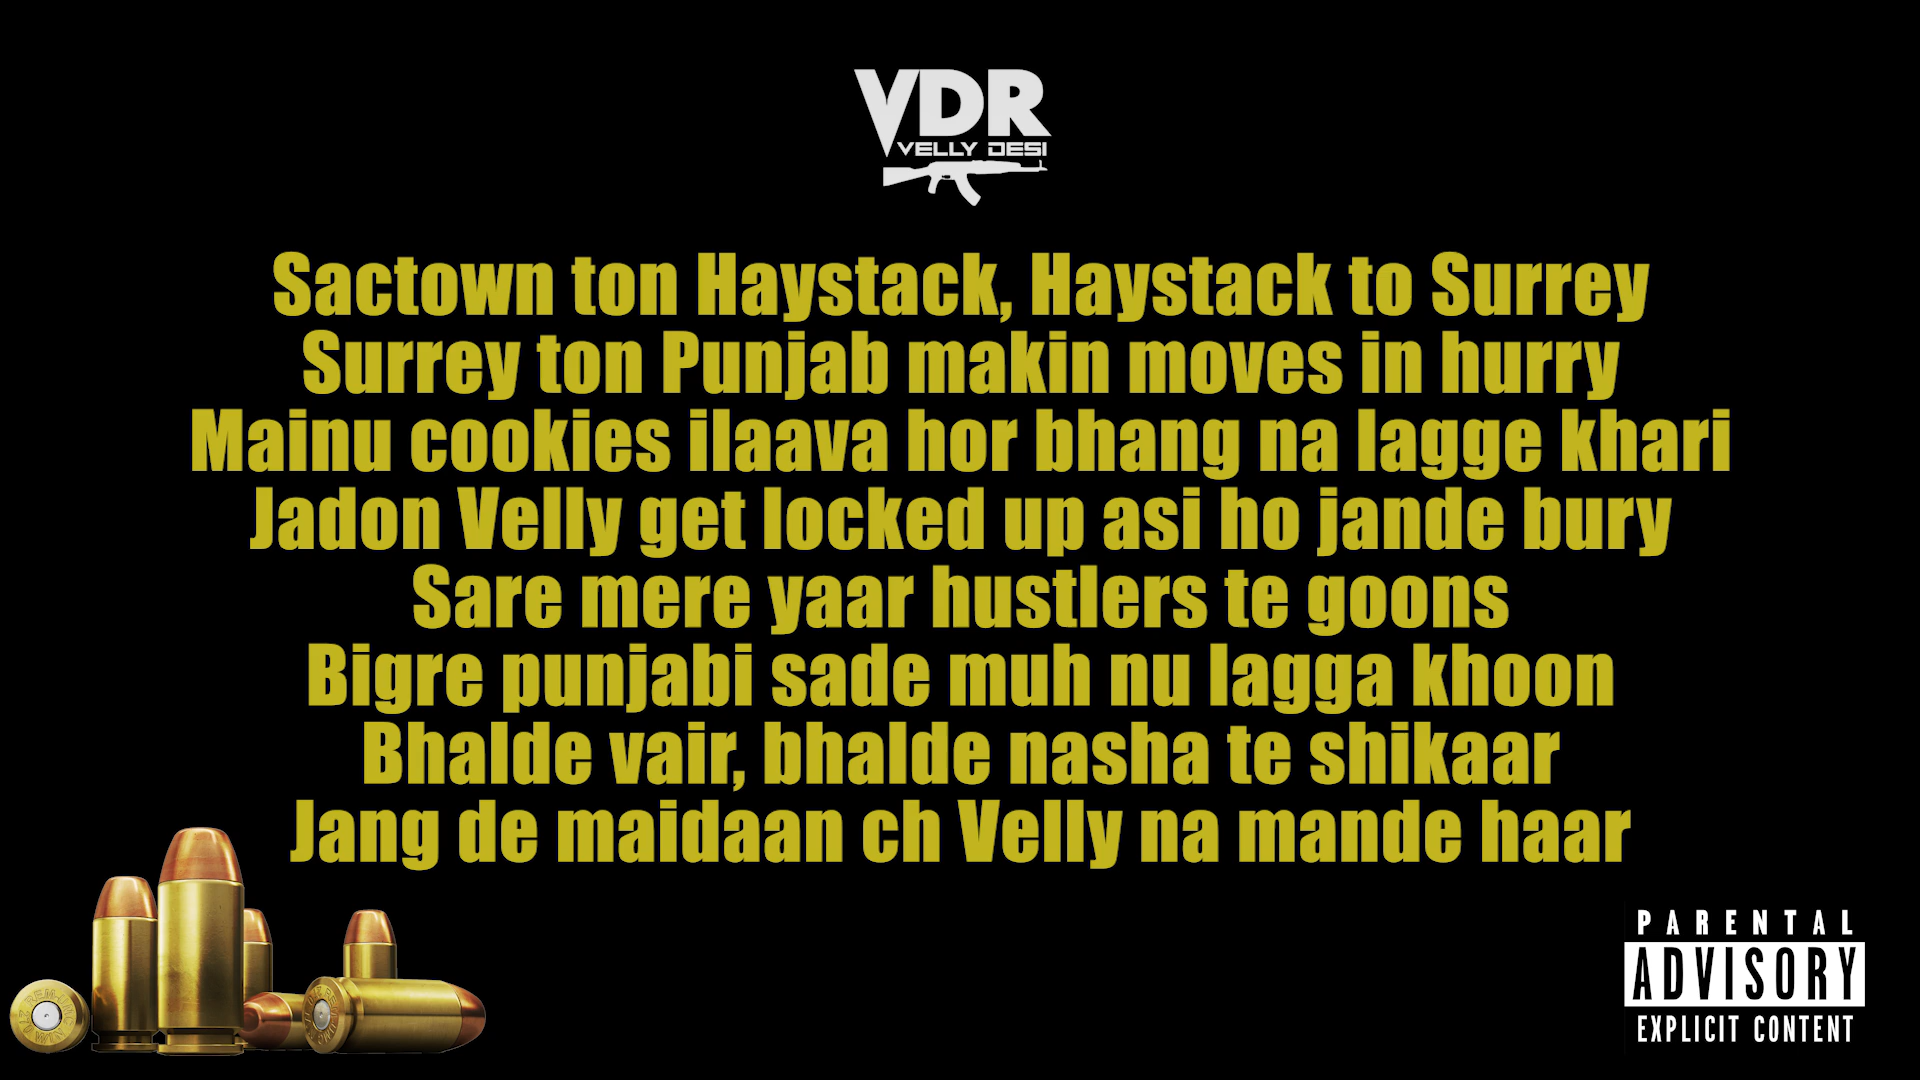 VDR
VELLY DESI
Sactown ton Haystack, Haystack to Surrey
Surrey ton Punjab makin moves in hurry
Mainu cookies ilaava hor bhang na lagge khari
Jadon Velly get locked up asi ho jande bury
Sare mere yaar hustlers te goons
Bigre punjabi sade muh nu lagga khoon
Bhalde vair, bhalde nasha te shikaar
Jang de maidaan ch Velly na mande haar
PARENTAL
ADVISORY
EXPLICIT CONTENT